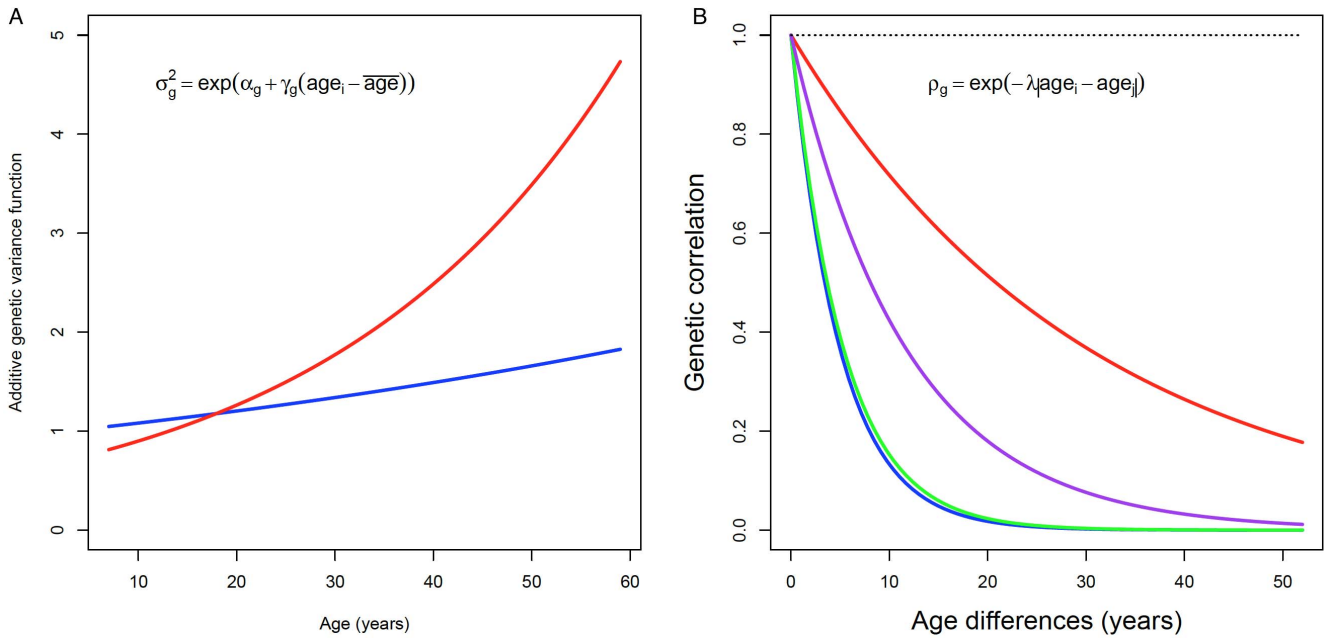 A
σ²g = exp(αg + γg(agei − age̅))
Additive genetic variance function
5
4
3
2
1
0
10 20 30 40 50 60
Age (years)
B
ρg = exp(−λ|agei − agej|)
Genetic correlation
1.0
0.8
0.6
0.4
0.2
0.0
0 10 20 30 40 50
Age differences (years)